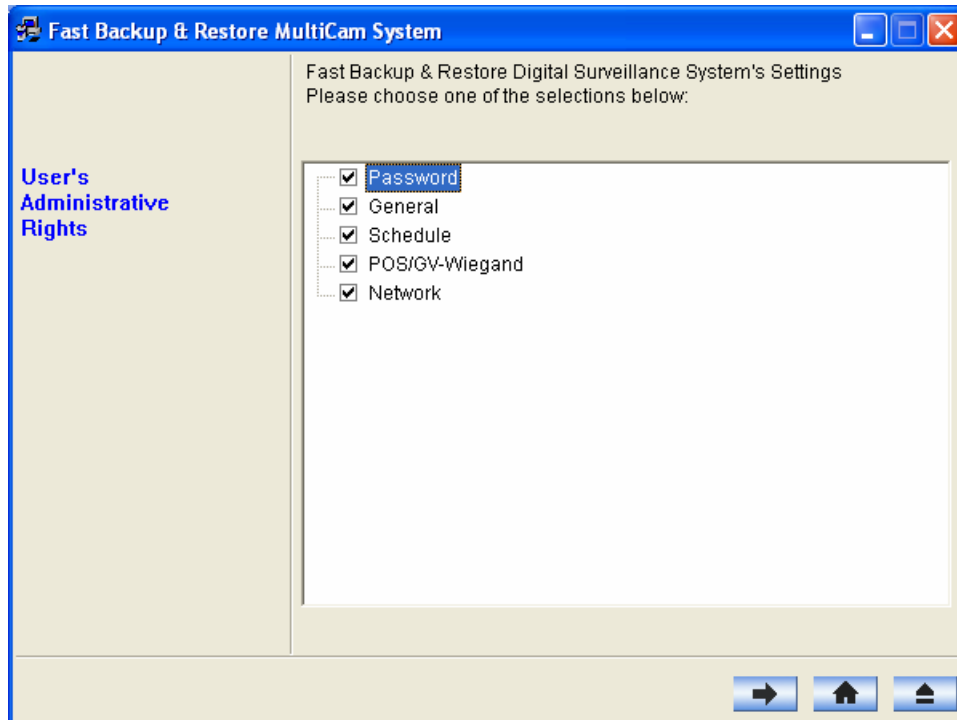 Fast Backup & Restore MultiCam System
Fast Backup & Restore Digital Surveillance System's Settings
Please choose one of the selections below:
User's
Administrative
Rights
Password
General
Schedule
POS/GV-Wiegand
Network